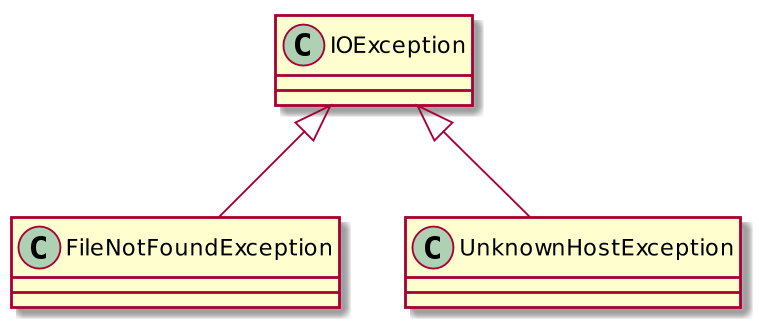 C IOException
C FileNotFoundException
C UnknownHostException